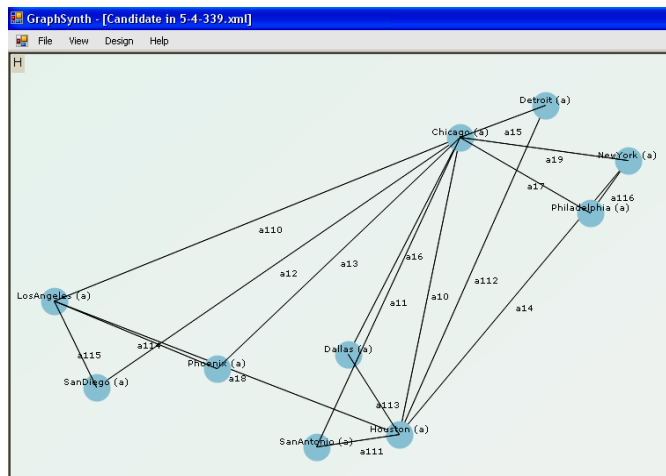 GraphSynth - [Candidate in 5-4-339.xml]
File View Design Help
H
Detroit (a)
Chicago (a)
a15
a19
NewYork (a)
a17
a116
Philadelphia (a)
a110
a16
a13
a12
a112
a11
a10
a14
LosAngeles (a)
a114
Dallas (a)
a115
Phoenix (a)
a18
SanDiego (a)
a113
Houston (a)
SanAntonio (a)
a111